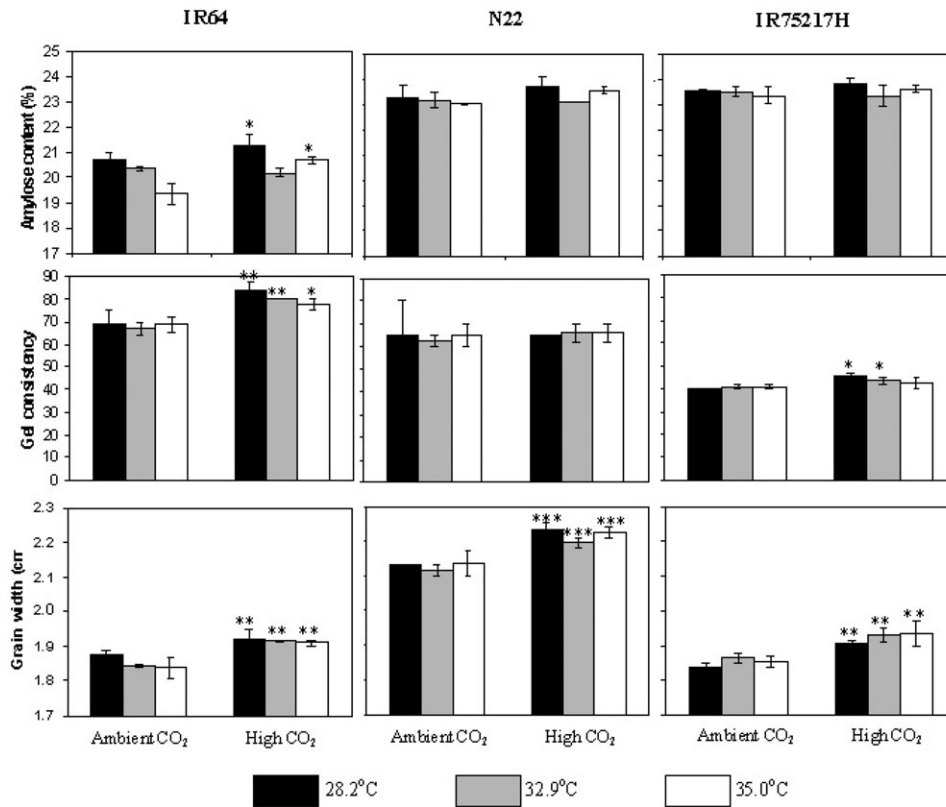 IR64 N22 IR75217H
Amylose content (%)
25
24
23
22
21
20
19
18
17
* *
Gel consistency
90
80
70
60
50
40
30
20
10
0
** ** *
* *
Grain width (cm
2.3
2.2
2.1
2.0
1.9
1.8
1.7
** ** **
*** *** ***
** ** **
Ambient CO₂ High CO₂ Ambient CO₂ High CO₂ Ambient CO₂ High CO₂
28.2°C 32.9°C 35.0°C